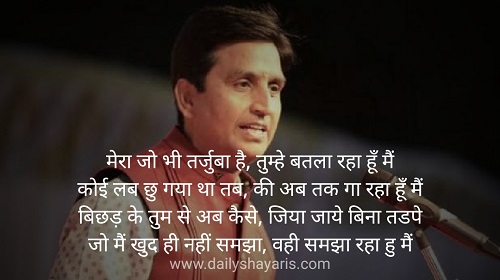 मेरा जो भी तर्जुबा है, तुम्हे बतला रहा हूँ मैं
कोई लब छु गया था तब, की अब तक गा रहा हूँ मैं
बिछड़ के तुम से अब कैसे, जिया जाये बिना तडपे
जो मैं खुद ही नहीं समझा, वही समझा रहा हु मैं
www.dailyshayaris.com